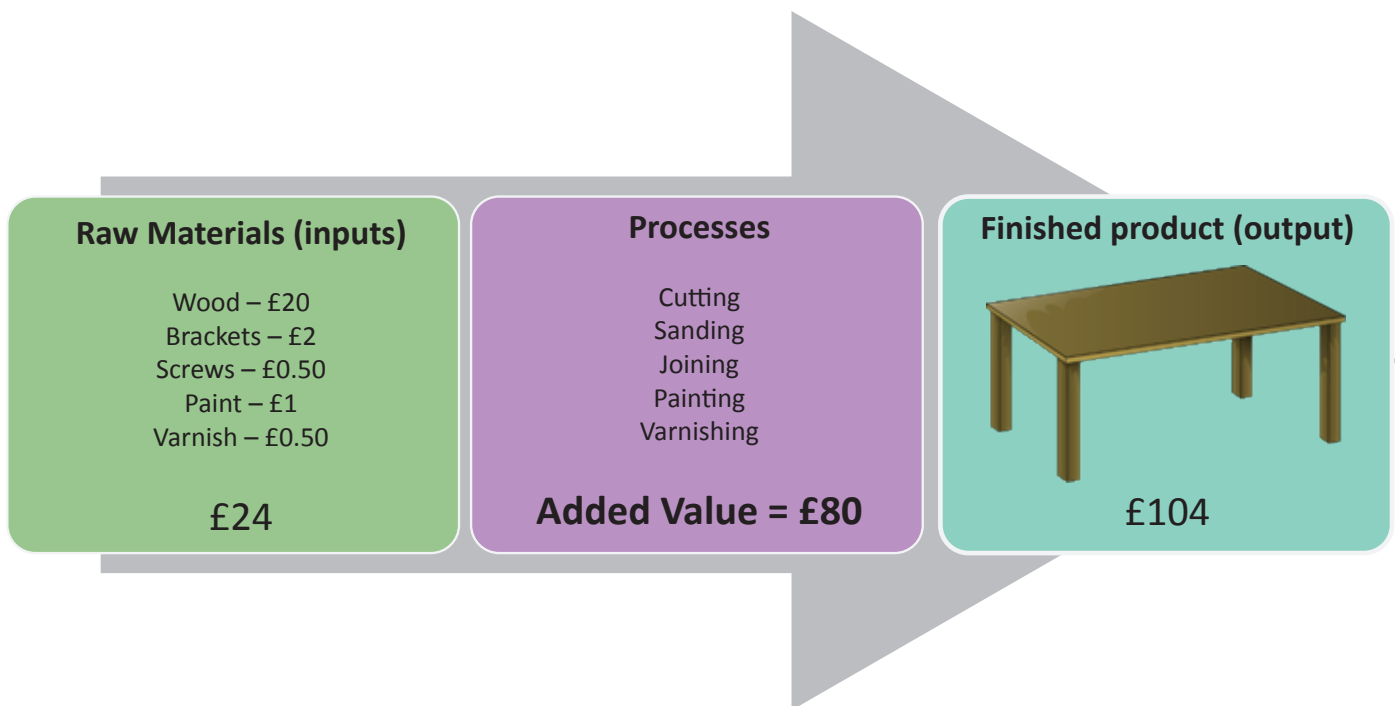 Raw Materials (inputs)
Wood – £20
Brackets – £2
Screws – £0.50
Paint – £1
Varnish – £0.50
£24
Processes
Cutting
Sanding
Joining
Painting
Varnishing
Added Value = £80
Finished product (output)
£104